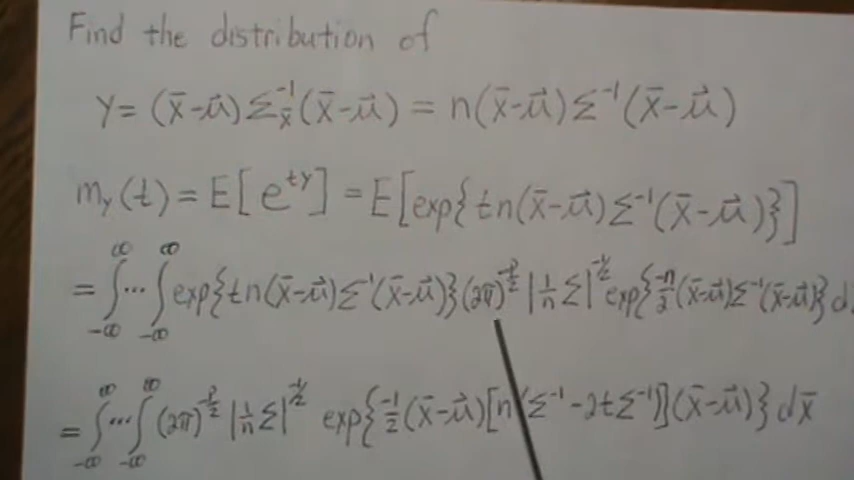 Find the distribution of
y = (x̄-μ⃗)Σ_x̄^-1(x̄-μ⃗) = n(x̄-μ⃗)Σ^-1(x̄-μ⃗)
m_y(t) = E[e^ty] = E[exp{tn(x̄-μ⃗)Σ^-1(x̄-μ⃗)}]
= ∫_-∞^∞ ... ∫_-∞^∞ exp{tn(x̄-μ⃗)Σ^-1(x̄-μ⃗)}(2π)^-p/2 |1/n Σ|^-1/2 exp{-n/2(x̄-μ⃗)Σ^-1(x̄-μ⃗)}d
= ∫_-∞^∞ ... ∫_-∞^∞ (2π)^-p/2 |1/n Σ|^-1/2 exp{-1/2(x̄-μ⃗)[n(Σ^-1-2tΣ^-1)](x̄-μ⃗)}dx̄